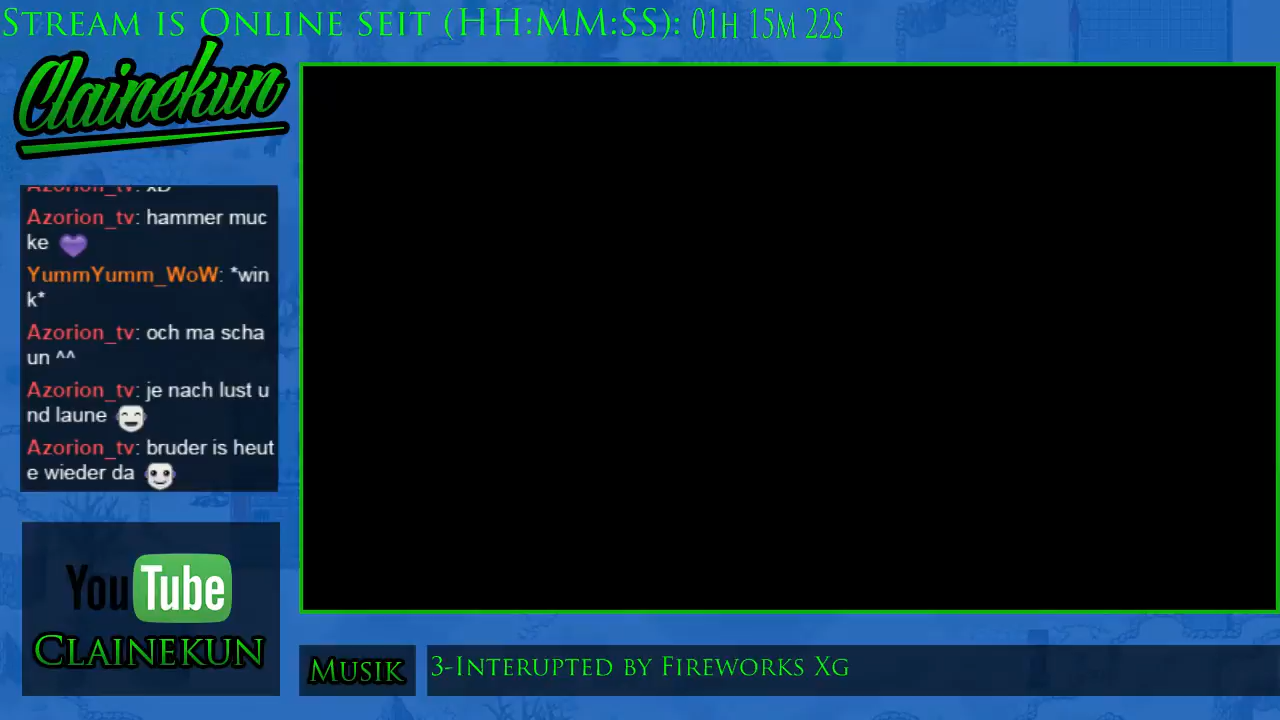 Stream is Online seit (HH:MM:SS): 01h 15m 22s
Clainekun
Azorion_tv: xD
Azorion_tv: hammer muc
ke
YummYumm_WoW: *win
k*
Azorion_tv: och ma scha
un ^^
Azorion_tv: je nach lust u
nd laune
Azorion_tv: bruder is heut
e wieder da
YouTube
Clainekun
Musik
3-Interupted by Fireworks Xg